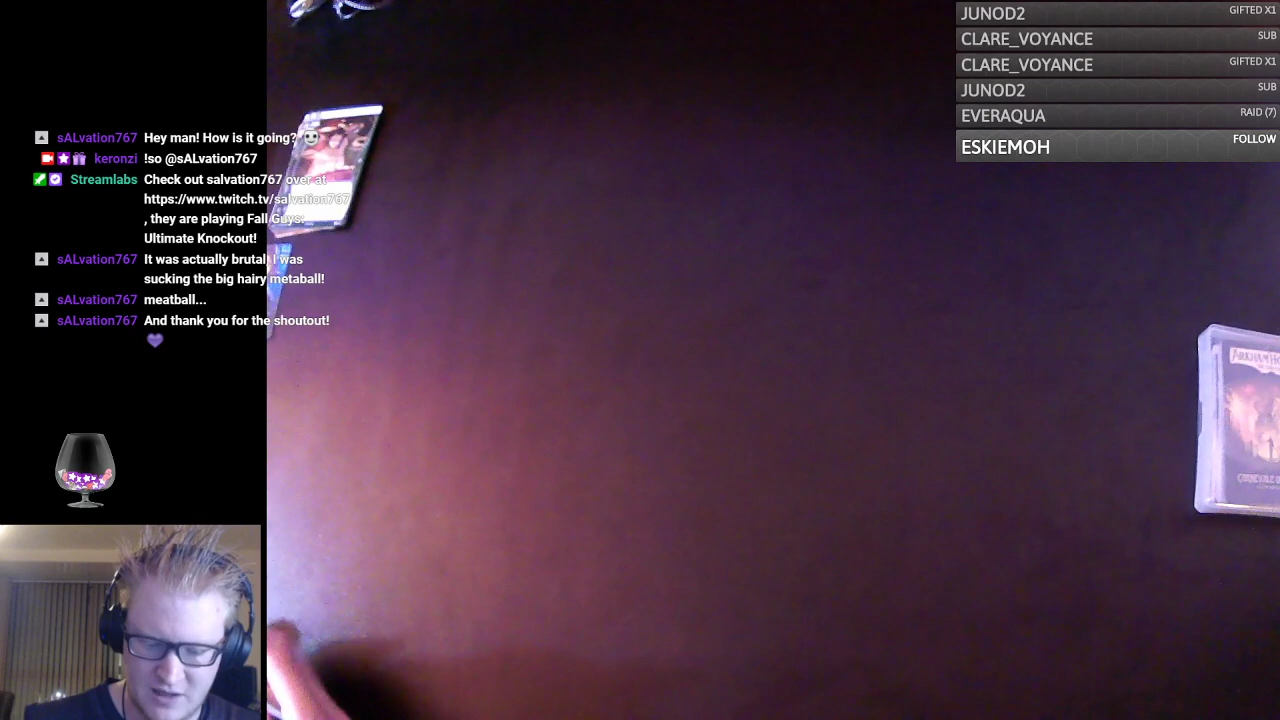 JUNOD2 GIFTED X1
CLARE_VOYANCE SUB
CLARE_VOYANCE GIFTED X1
JUNOD2 SUB
EVERAQUA RAID (7)
ESKIEMOH FOLLOW
sALvation767 Hey man! How is it going?
keronzi !so @sALvation767
Streamlabs Check out salvation767 over at
https://www.twitch.tv/salvation767
, they are playing Fall Guys:
Ultimate Knockout!
sALvation767 It was actually brutal, I was
sucking the big hairy metaball!
sALvation767 meatball...
sALvation767 And thank you for the shoutout!
ARKHAM